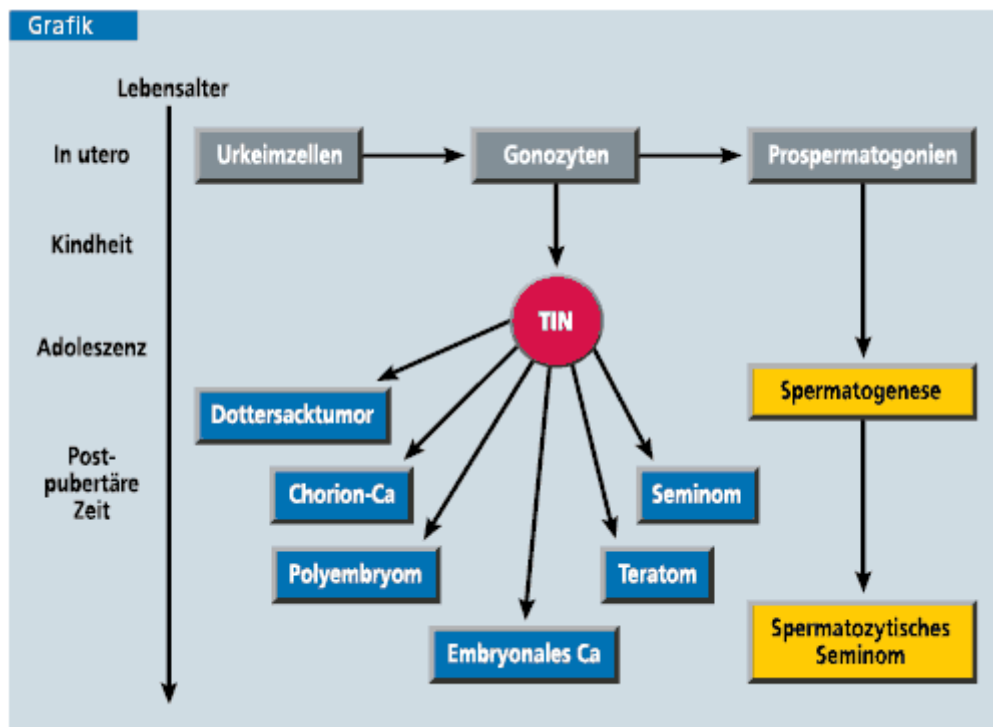 Grafik
Lebensalter
In utero
Urkeimzellen
Gonozyten
Prospermatogonien
Kindheit
TIN
Adoleszenz
Spermatogenese
Dottersacktumor
Post-
pubertäre
Zeit
Chorion-Ca
Seminom
Polyembryom
Teratom
Embryonales Ca
Spermatozytisches
Seminom